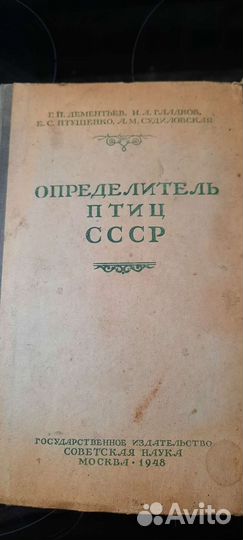 Г. П. ДЕМЕНТЬЕВ, Н. А. ГЛАДКОВ,
Е. С. ПТУШЕНКО, А. М. СУДИЛОВСКАЯ
ОПРЕДЕЛИТЕЛЬ
ПТИЦ
СССР
ГОСУДАРСТВЕННОЕ ИЗДАТЕЛЬСТВО
СОВЕТСКАЯ НАУКА
МОСКВА • 1948
Avito